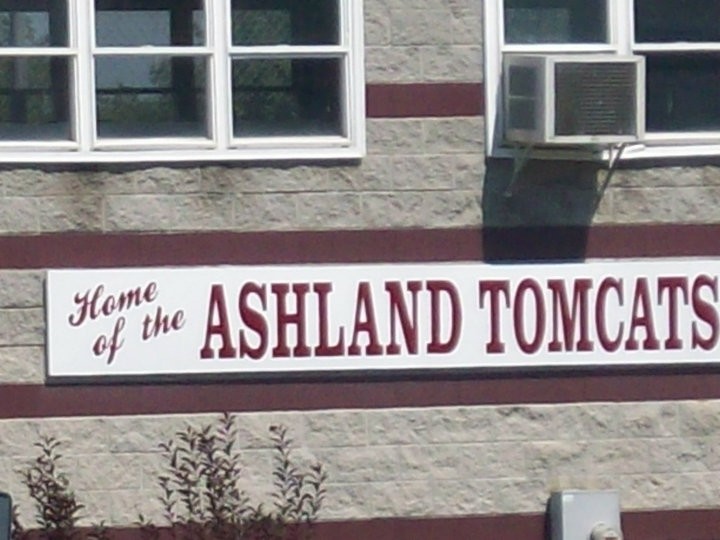 Home
of the
ASHLAND TOMCATS